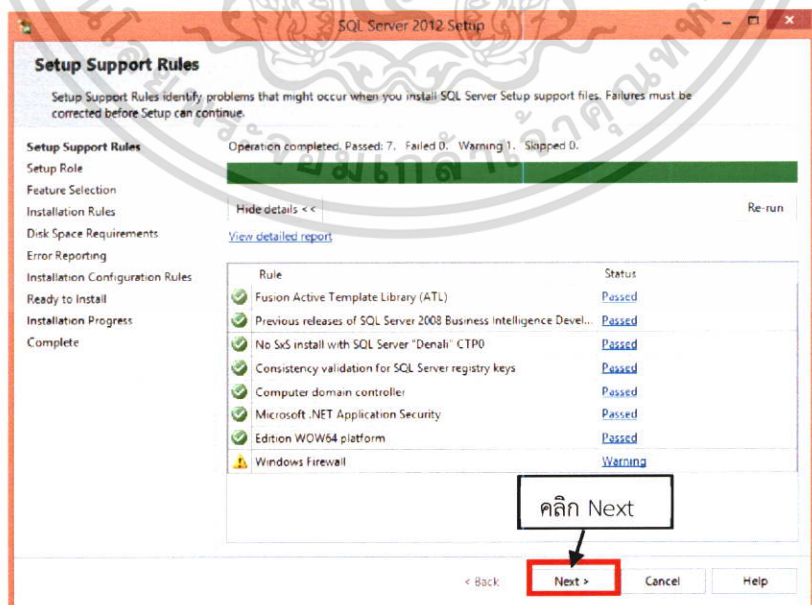 SQL Server 2012 Setup
Setup Support Rules
Setup Support Rules identify problems that might occur when you install SQL Server Setup support files. Failures must be
corrected before Setup can continue.
Setup Support Rules
Setup Role
Feature Selection
Installation Rules
Disk Space Requirements
Error Reporting
Installation Configuration Rules
Ready to Install
Installation Progress
Complete
Operation completed. Passed: 7. Failed 0. Warning 1. Skipped 0.
Hide details <<
Re-run
View detailed report
Rule Status
Fusion Active Template Library (ATL) Passed
Previous releases of SQL Server 2008 Business Intelligence Devel... Passed
No SxS install with SQL Server "Denali" CTP0 Passed
Consistency validation for SQL Server registry keys Passed
Computer domain controller Passed
Microsoft .NET Application Security Passed
Edition WOW64 platform Passed
Windows Firewall Warning
คลิก Next
< Back Next > Cancel Help